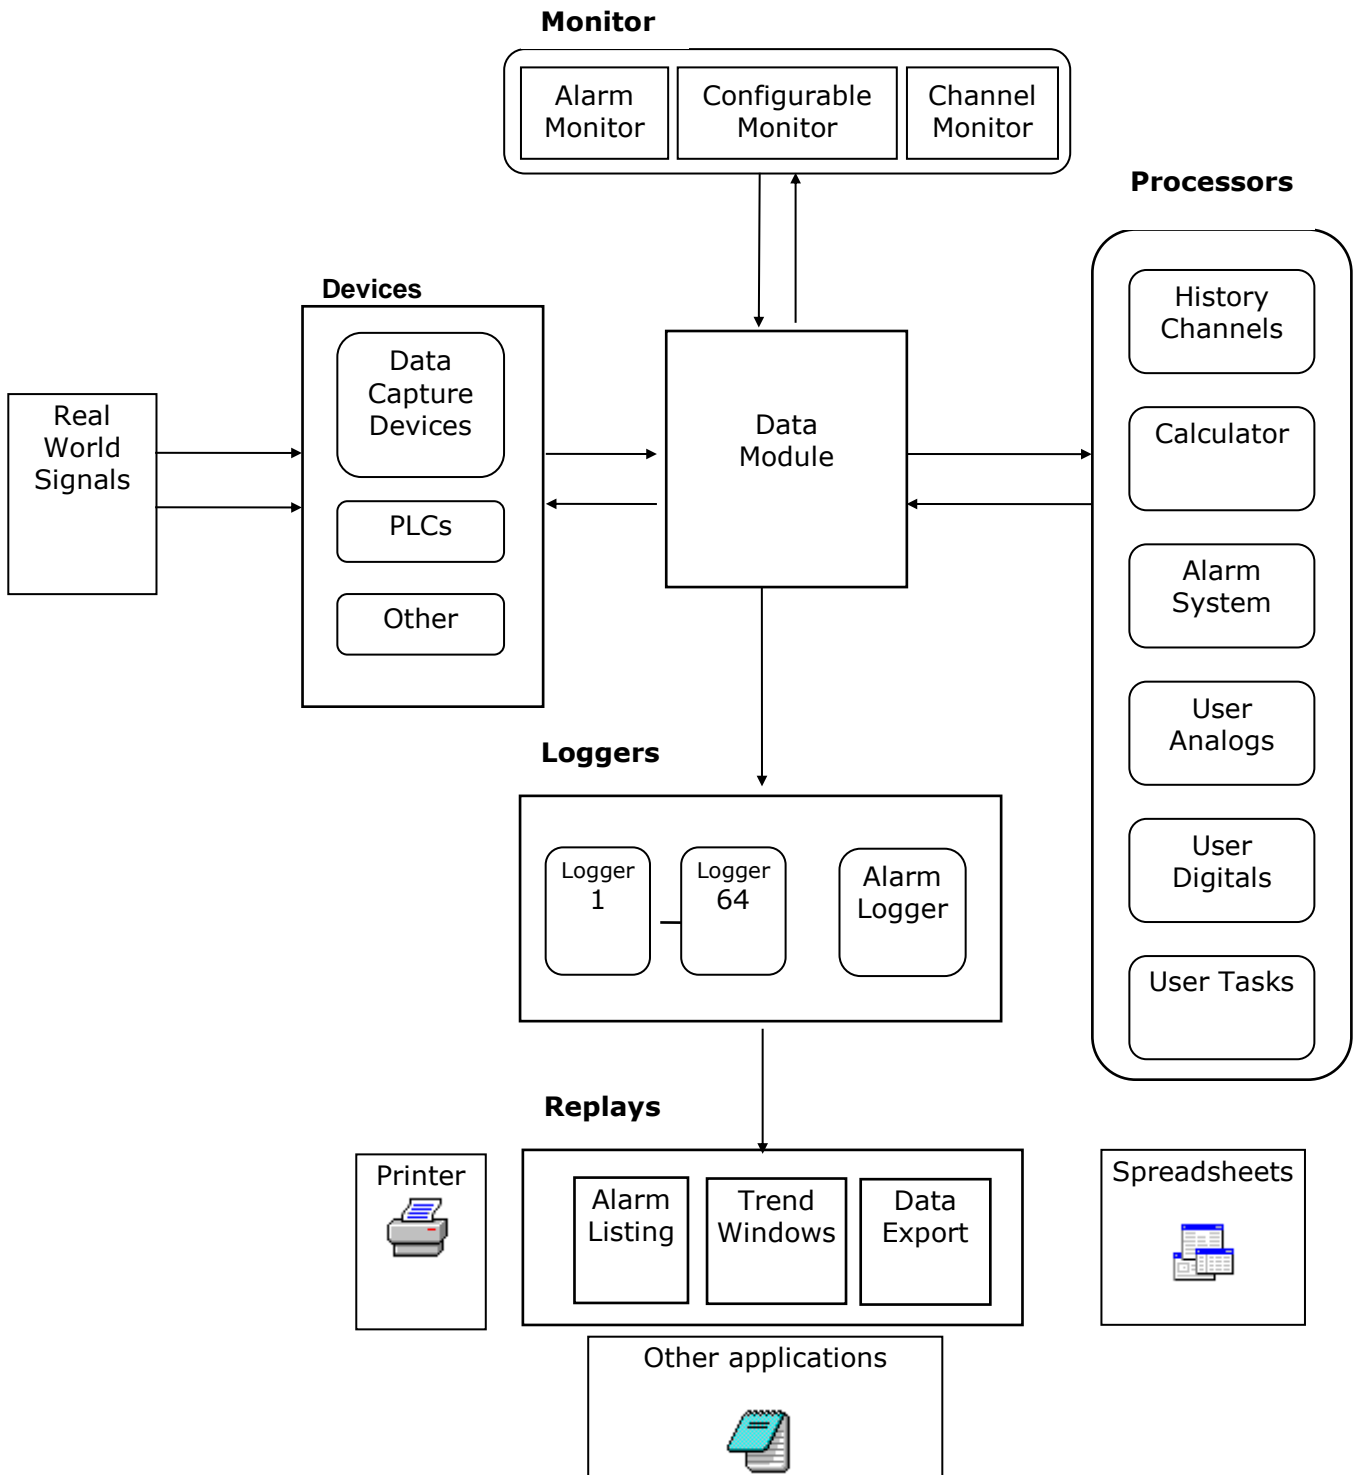 Monitor
Alarm
Monitor
Configurable
Monitor
Channel
Monitor
Processors
Devices
History
Channels
Data
Capture
Devices
Real
World
Signals
Data
Module
Calculator
PLCs
Alarm
System
Other
User
Analogs
Loggers
User
Digitals
Logger
1
Logger
64
Alarm
Logger
User Tasks
Replays
Printer
Alarm
Listing
Trend
Windows
Data
Export
Spreadsheets
Other applications